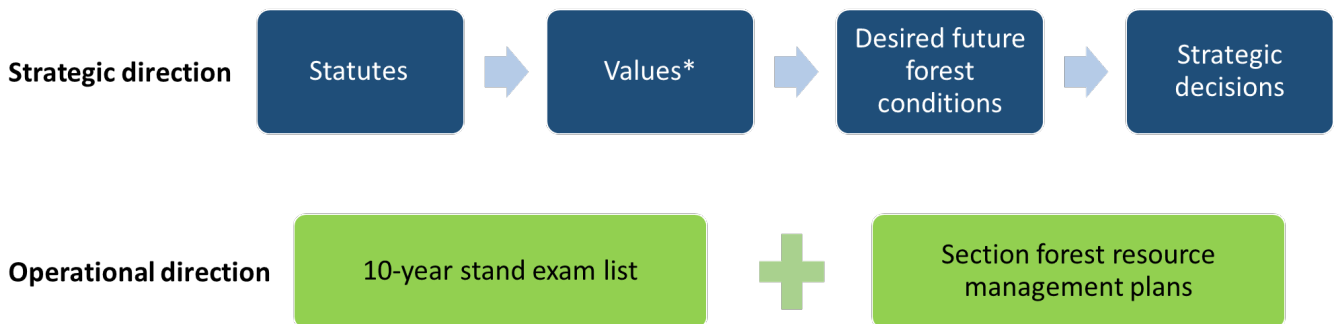 Strategic direction
Statutes
Values*
Desired future
forest
conditions
Strategic
decisions
Operational direction
10-year stand exam list
Section forest resource
management plans